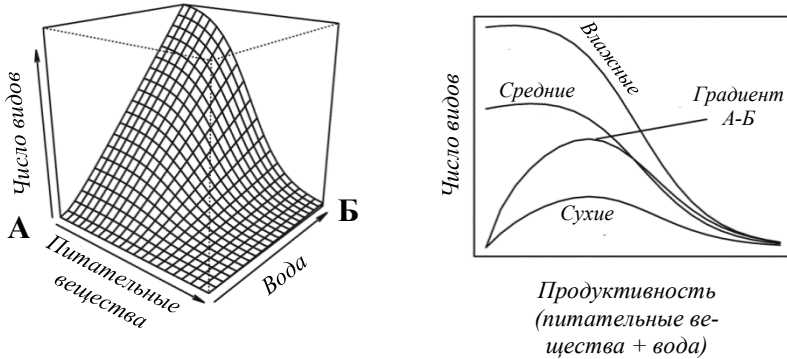 Число видов
А
Питательные
вещества
Вода
Б
Число видов
Влажные
Средние
Градиент
А-Б
Сухие
Продуктивность
(питательные ве-
щества + вода)